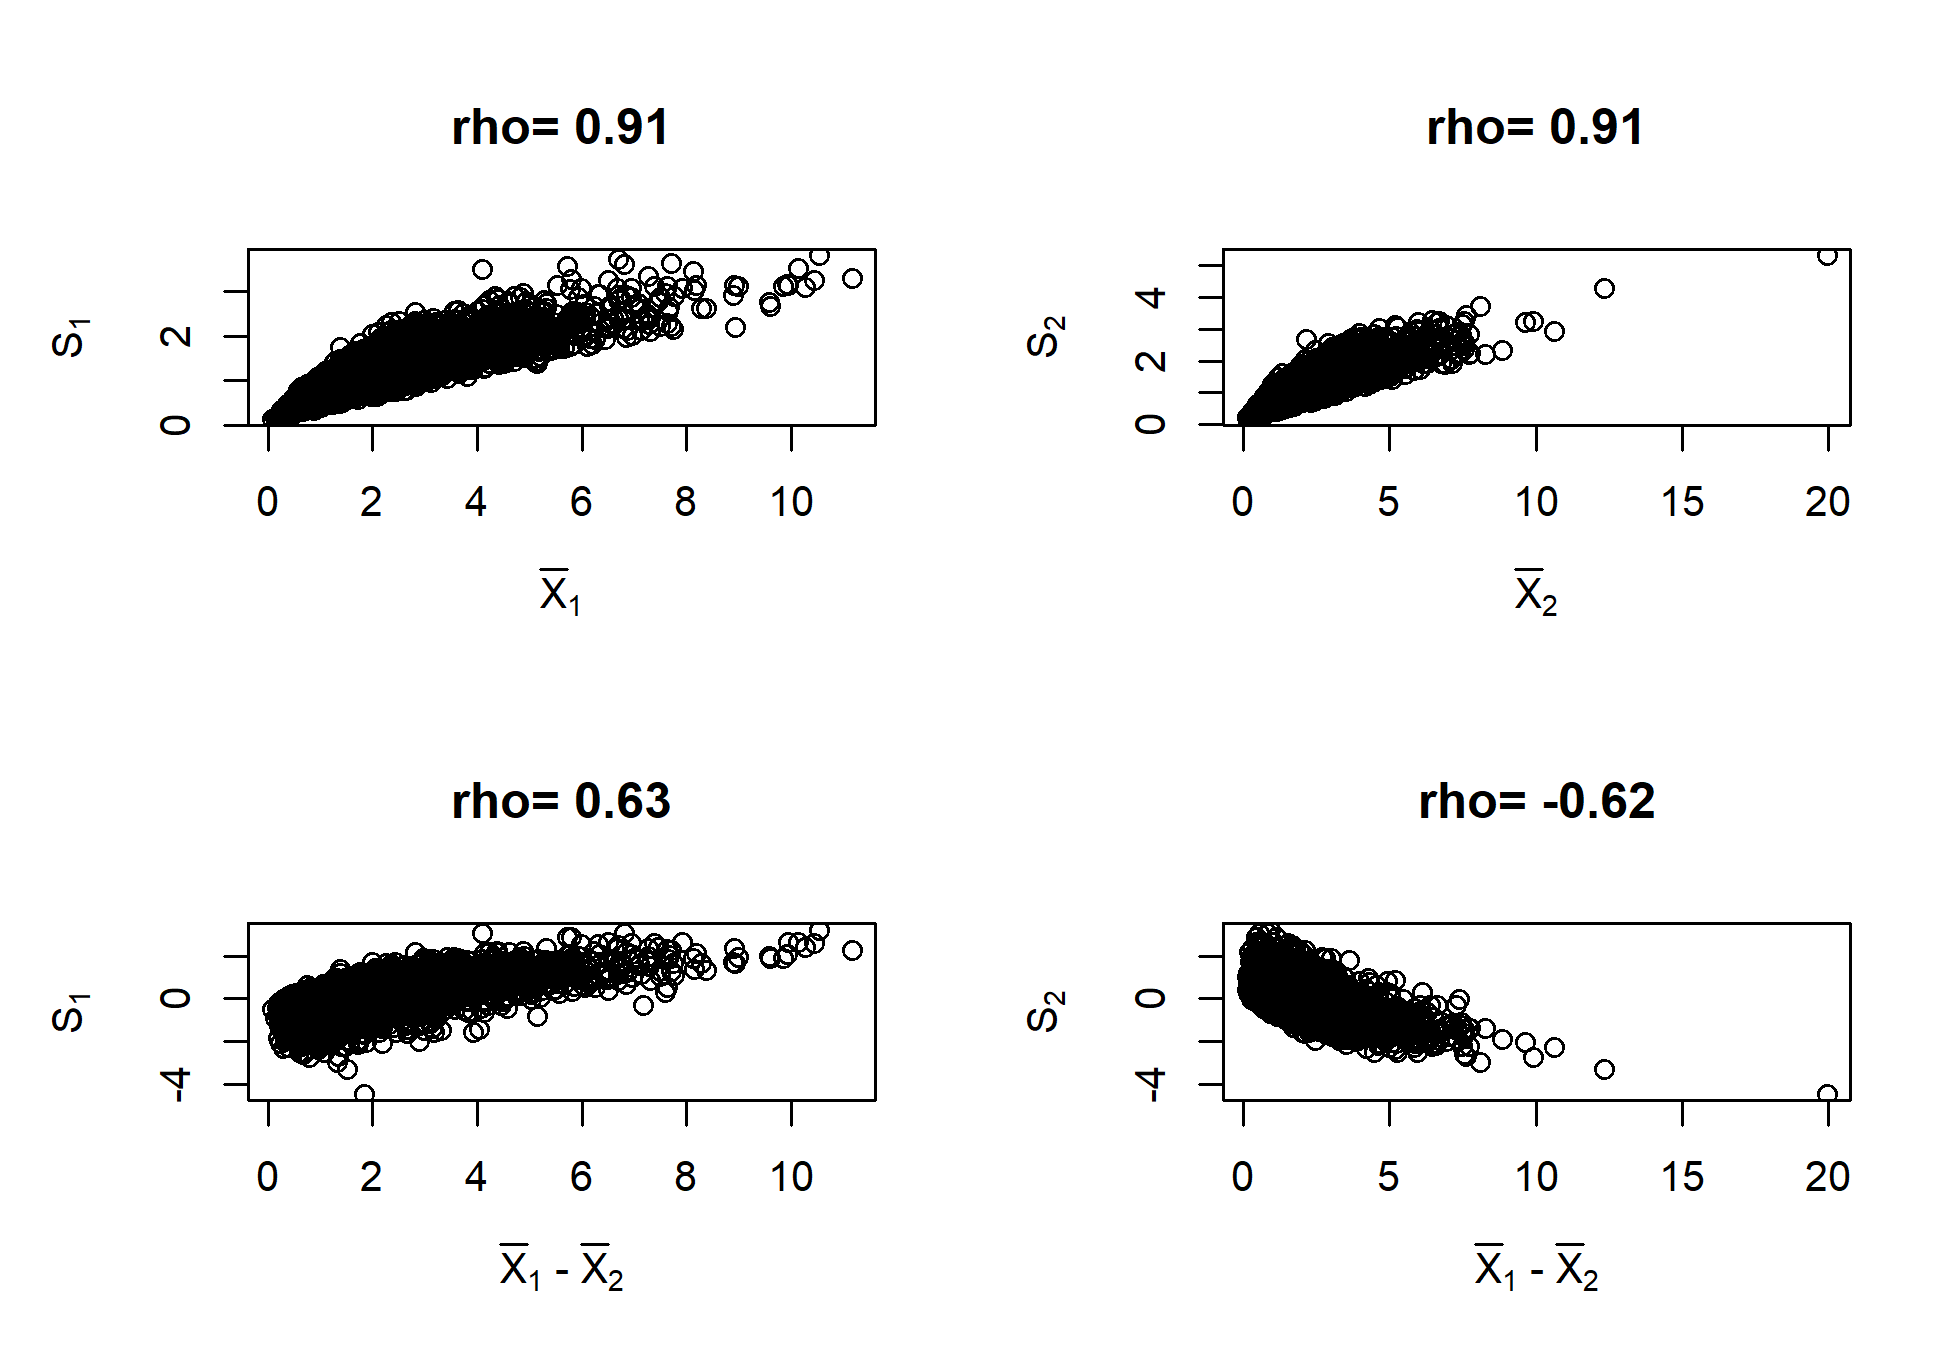 rho= 0.91
S1
0 2
0 2 4 6 8 10
X̅1
rho= 0.91
S2
0 2 4
0 5 10 15 20
X̅2
rho= 0.63
S1
-4 0
0 2 4 6 8 10
X̅1 - X̅2
rho= -0.62
S2
-4 0
0 5 10 15 20
X̅1 - X̅2